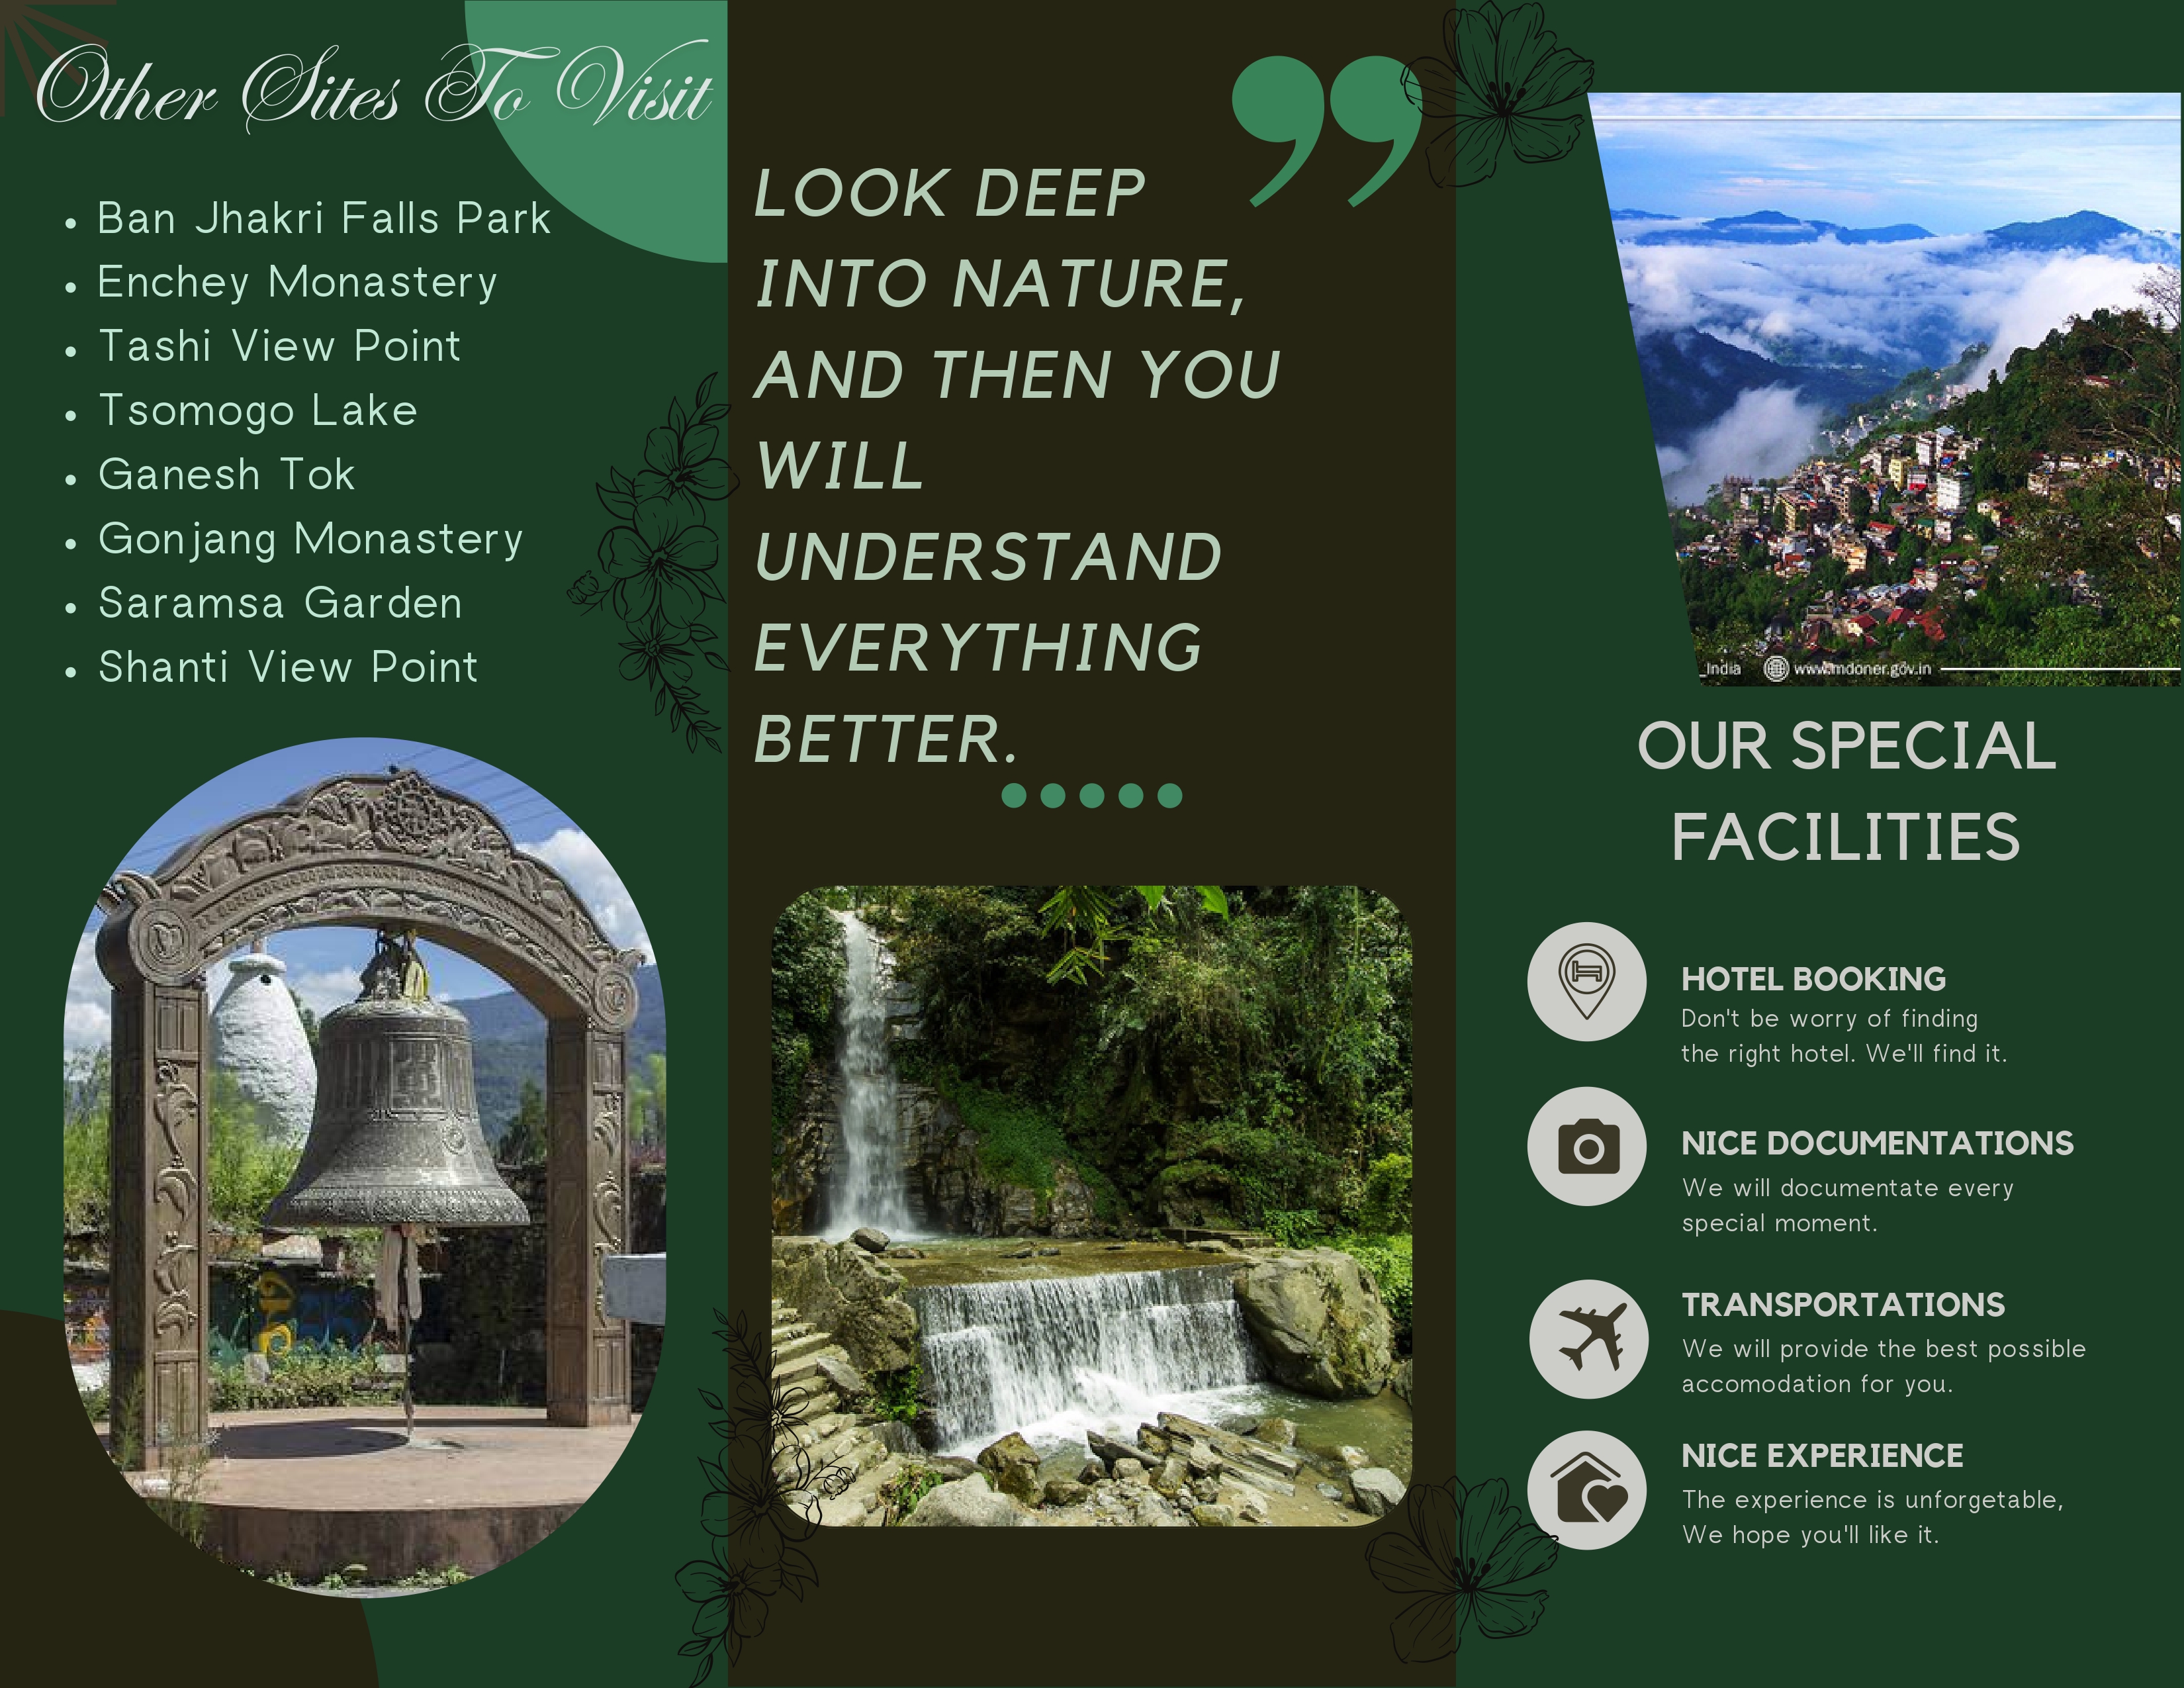 Other Sites To Visit
• Ban Jhakri Falls Park
• Enchey Monastery
• Tashi View Point
• Tsomogo Lake
• Ganesh Tok
• Gonjang Monastery
• Saramsa Garden
• Shanti View Point
”
LOOK DEEP
INTO NATURE,
AND THEN YOU
WILL
UNDERSTAND
EVERYTHING
BETTER.
_India www.mdoner.gov.in
OUR SPECIAL
FACILITIES
HOTEL BOOKING
Don't be worry of finding
the right hotel. We'll find it.
NICE DOCUMENTATIONS
We will documentate every
special moment.
TRANSPORTATIONS
We will provide the best possible
accomodation for you.
NICE EXPERIENCE
The experience is unforgetable,
We hope you'll like it.